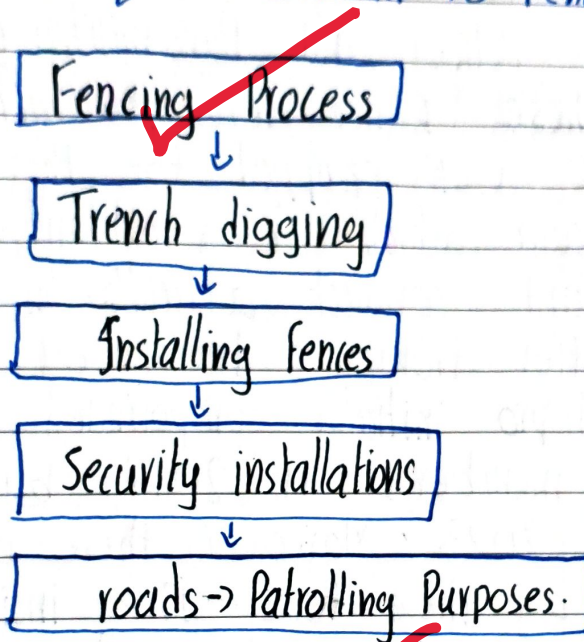 Fencing Process
↓
Trench digging
↓
Installing fences
↓
Security installations
↓
roads -> Patrolling Purposes.